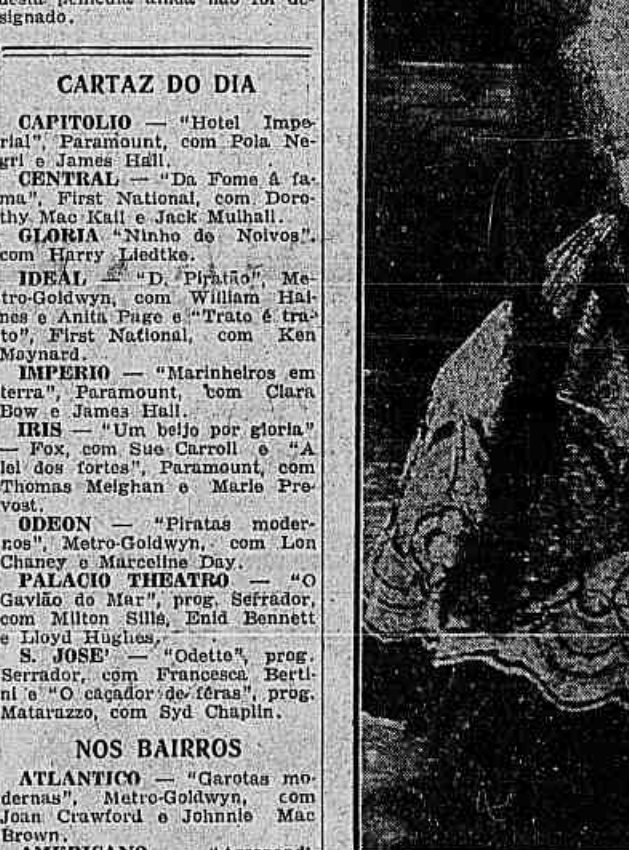 signado.
CARTAZ DO DIA
CAPITOLIO — "Hotel Impe-
rial", Paramount, com Pola Ne-
gri e James Hall.
CENTRAL — "Da Fome á fa-
ma", First National, com Doro-
thy Mac Kail e Jack Mulhall.
GLORIA "Ninho de Noivos",
com Harry Liedtke.
IDEAL — "D. Piratão", Me-
tro-Goldwyn, com William Hai-
nes e Anita Page e "Trato é tra-
to", First National, com Ken
Maynard.
IMPERIO — "Marinheiros em
terra", Paramount, com Clara
Bow e James Hall.
IRIS — "Um beijo por gloria"
— Fox, com Sue Carroll e "A
lei dos fortes", Paramount, com
Thomas Meighan e Marie Pre-
vost.
ODEON — "Piratas moder-
nos", Metro-Goldwyn, com Lon
Chaney e Marceline Day.
PALACIO THEATRO — "O
Gavião do Mar", prog. Serrador,
com Milton Sills, Enid Bennett
e Lloyd Hughes.
S. JOSE' — "Odette", prog.
Serrador, com Francesca Berti-
ni e "O caçador de féras", prog.
Matarazzo, com Syd Chaplin.
NOS BAIRROS
ATLANTICO — "Garotas mo-
dernas", Metro-Goldwyn, com
Joan Crawford e Johnnie Mac
Brown.